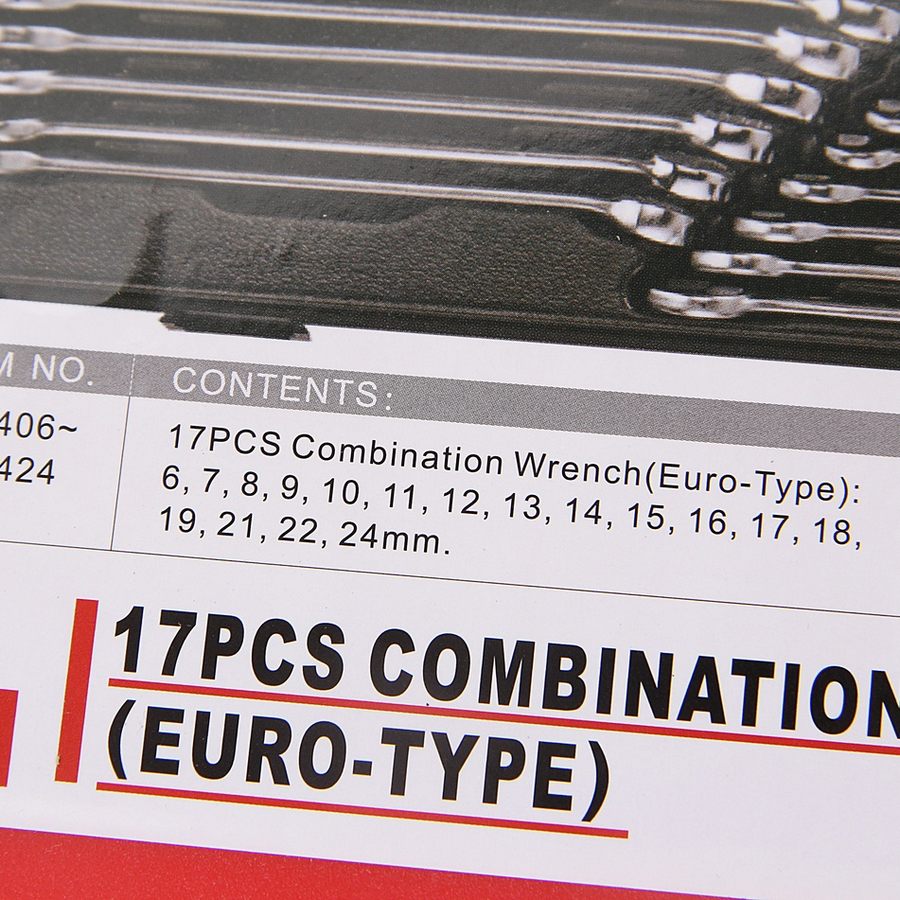 M NO.
CONTENTS:
406~
424
17PCS Combination Wrench(Euro-Type):
6, 7, 8, 9, 10, 11, 12, 13, 14, 15, 16, 17, 18,
19, 21, 22, 24mm.
17PCS COMBINATION
(EURO-TYPE)